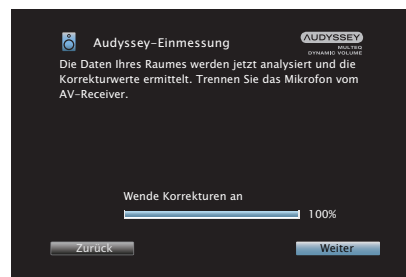 Audyssey-Einmessung
AUDYSSEY
MULTEQ
DYNAMIC VOLUME
Die Daten Ihres Raumes werden jetzt analysiert und die
Korrekturwerte ermittelt. Trennen Sie das Mikrofon vom
AV-Receiver.
Wende Korrekturen an
100%
Zurück
Weiter